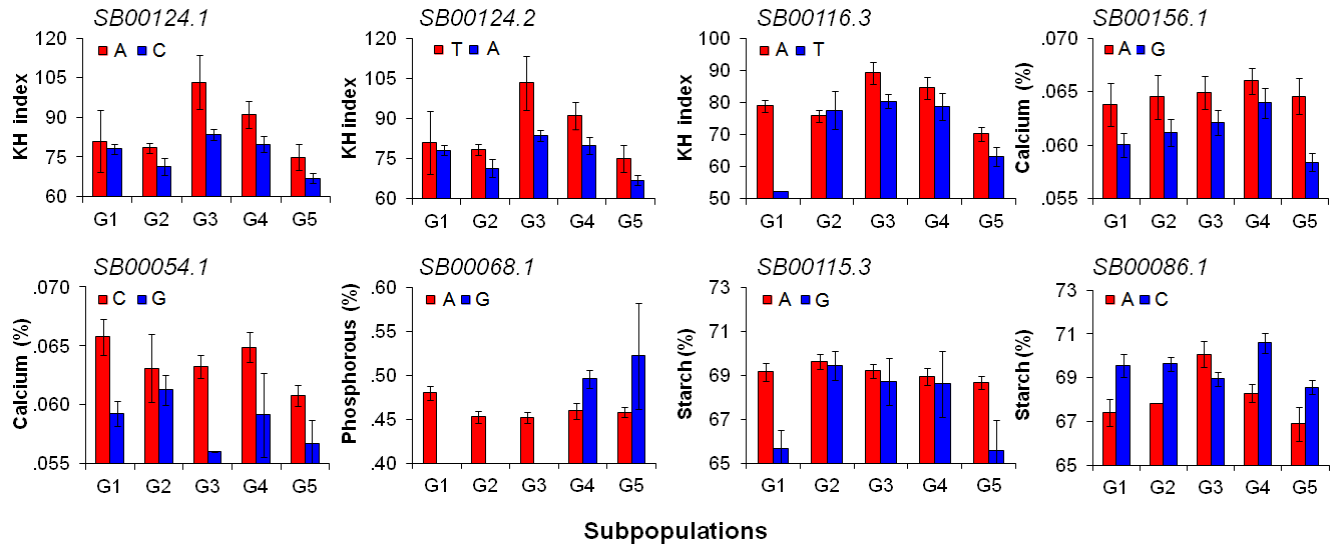 SB00124.1
KH index
120
105
90
75
60
A C
G1 G2 G3 G4 G5
SB00124.2
KH index
120
105
90
75
60
T A
G1 G2 G3 G4 G5
SB00116.3
KH index
100
90
80
70
60
50
A T
G1 G2 G3 G4 G5
SB00156.1
Calcium (%)
.070
.065
.060
.055
A G
G1 G2 G3 G4 G5
SB00054.1
Calcium (%)
.070
.065
.060
.055
C G
G1 G2 G3 G4 G5
SB00068.1
Phosphorous (%)
.60
.55
.50
.45
.40
A G
G1 G2 G3 G4 G5
SB00115.3
Starch (%)
73
71
69
67
65
A G
G1 G2 G3 G4 G5
SB00086.1
Starch (%)
73
71
69
67
65
A C
G1 G2 G3 G4 G5
Subpopulations